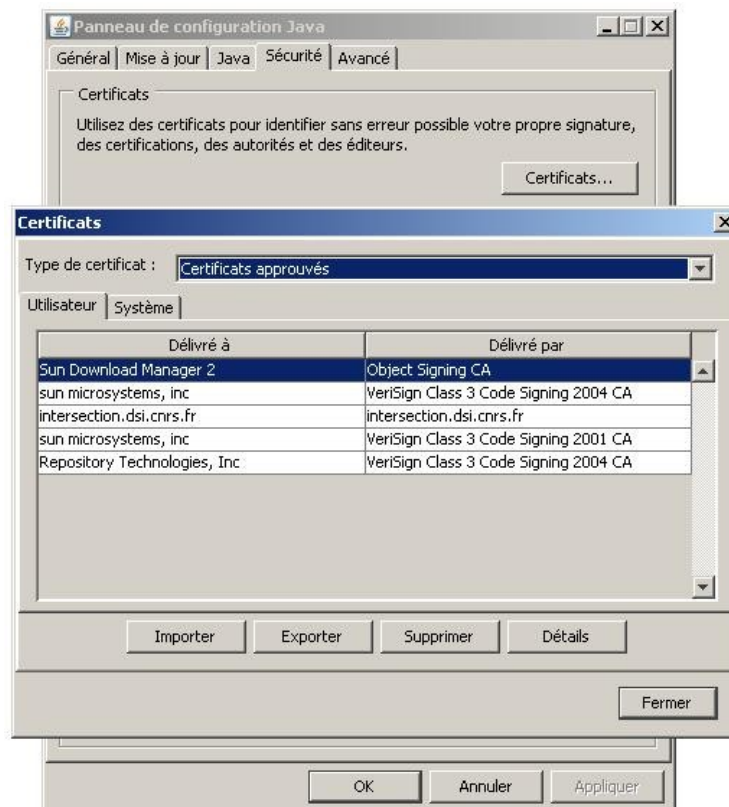 Panneau de configuration Java
Général Mise à jour Java Sécurité Avancé
Certificats
Utilisez des certificats pour identifier sans erreur possible votre propre signature,
des certifications, des autorités et des éditeurs.
Certificats...
Certificats
Type de certificat : Certificats approuvés
Utilisateur Système
Délivré à Délivré par
Sun Download Manager 2 Object Signing CA
sun microsystems, inc VeriSign Class 3 Code Signing 2004 CA
intersection.dsi.cnrs.fr intersection.dsi.cnrs.fr
sun microsystems, inc VeriSign Class 3 Code Signing 2001 CA
Repository Technologies, Inc VeriSign Class 3 Code Signing 2004 CA
Importer Exporter Supprimer Détails
Fermer
OK Annuler Appliquer